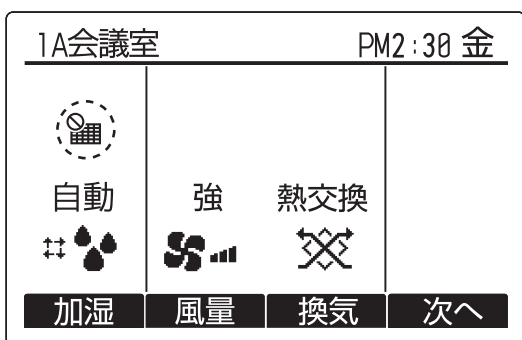 1A会議室 PM2:30 金
自動 強 熱交換
加湿 風量 換気 次へ